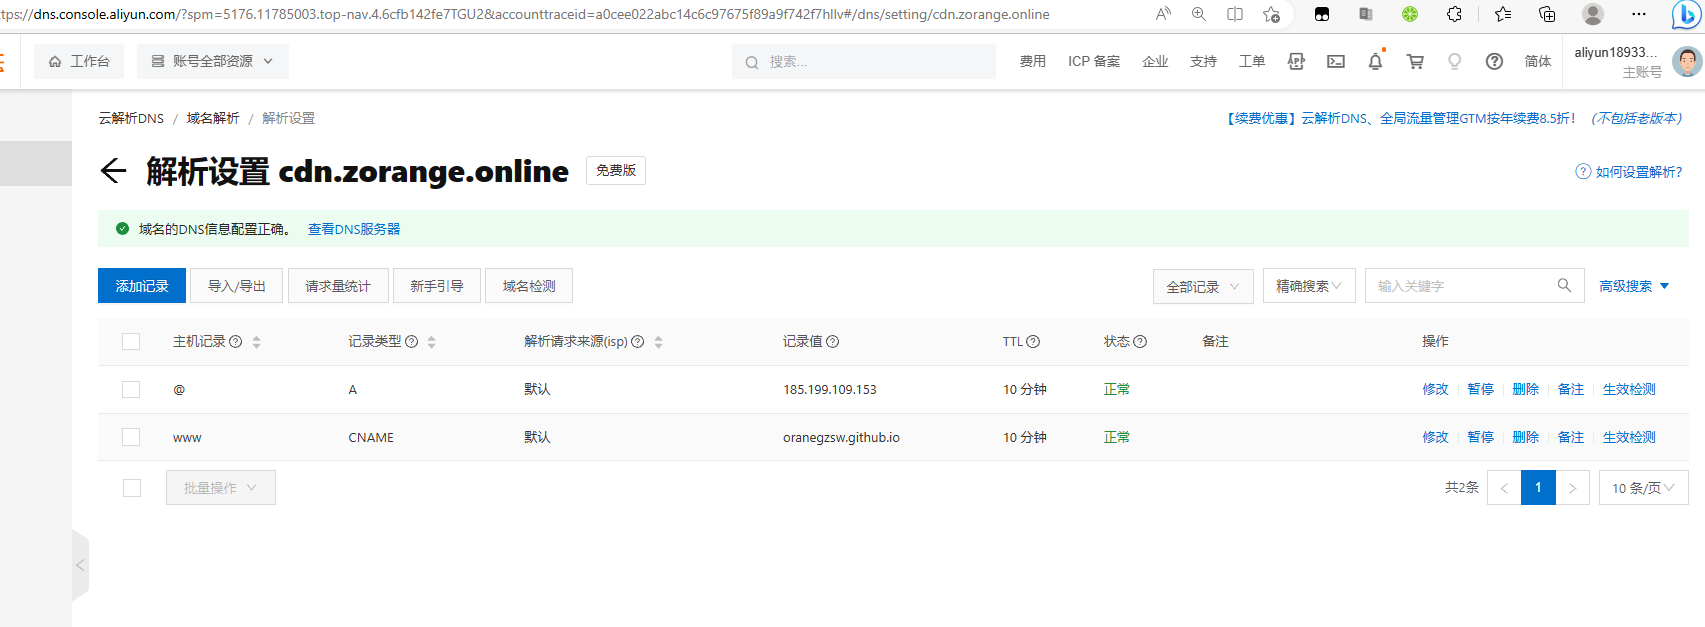 tps://dns.console.aliyun.com/?spm=5176.11785003.top-nav.4.6cfb142fe7TGU2&accounttraceid=a0cee022abc14c6c97675f89a9f742f7hllv#/dns/setting/cdn.zorange.online
工作台 账号全部资源 搜索... 费用 ICP 备案 企业 支持 工单 简体 aliyun18933...
主账号
云解析DNS / 域名解析 / 解析设置 【续费优惠】云解析DNS、全局流量管理GTM按年续费8.5折! (不包括老版本)
解析设置 cdn.zorange.online 免费版 如何设置解析?
域名的DNS信息配置正确。 查看DNS服务器
添加记录 导入/导出 请求量统计 新手引导 域名检测 全部记录 精确搜索 输入关键字 高级搜索
主机记录 记录类型 解析请求来源(isp) 记录值 TTL 状态 备注 操作
@ A 默认 185.199.109.153 10 分钟 正常 修改 暂停 删除 备注 生效检测
www CNAME 默认 oranegzsw.github.io 10 分钟 正常 修改 暂停 删除 备注 生效检测
批量操作 共2条 < 1 > 10 条/页